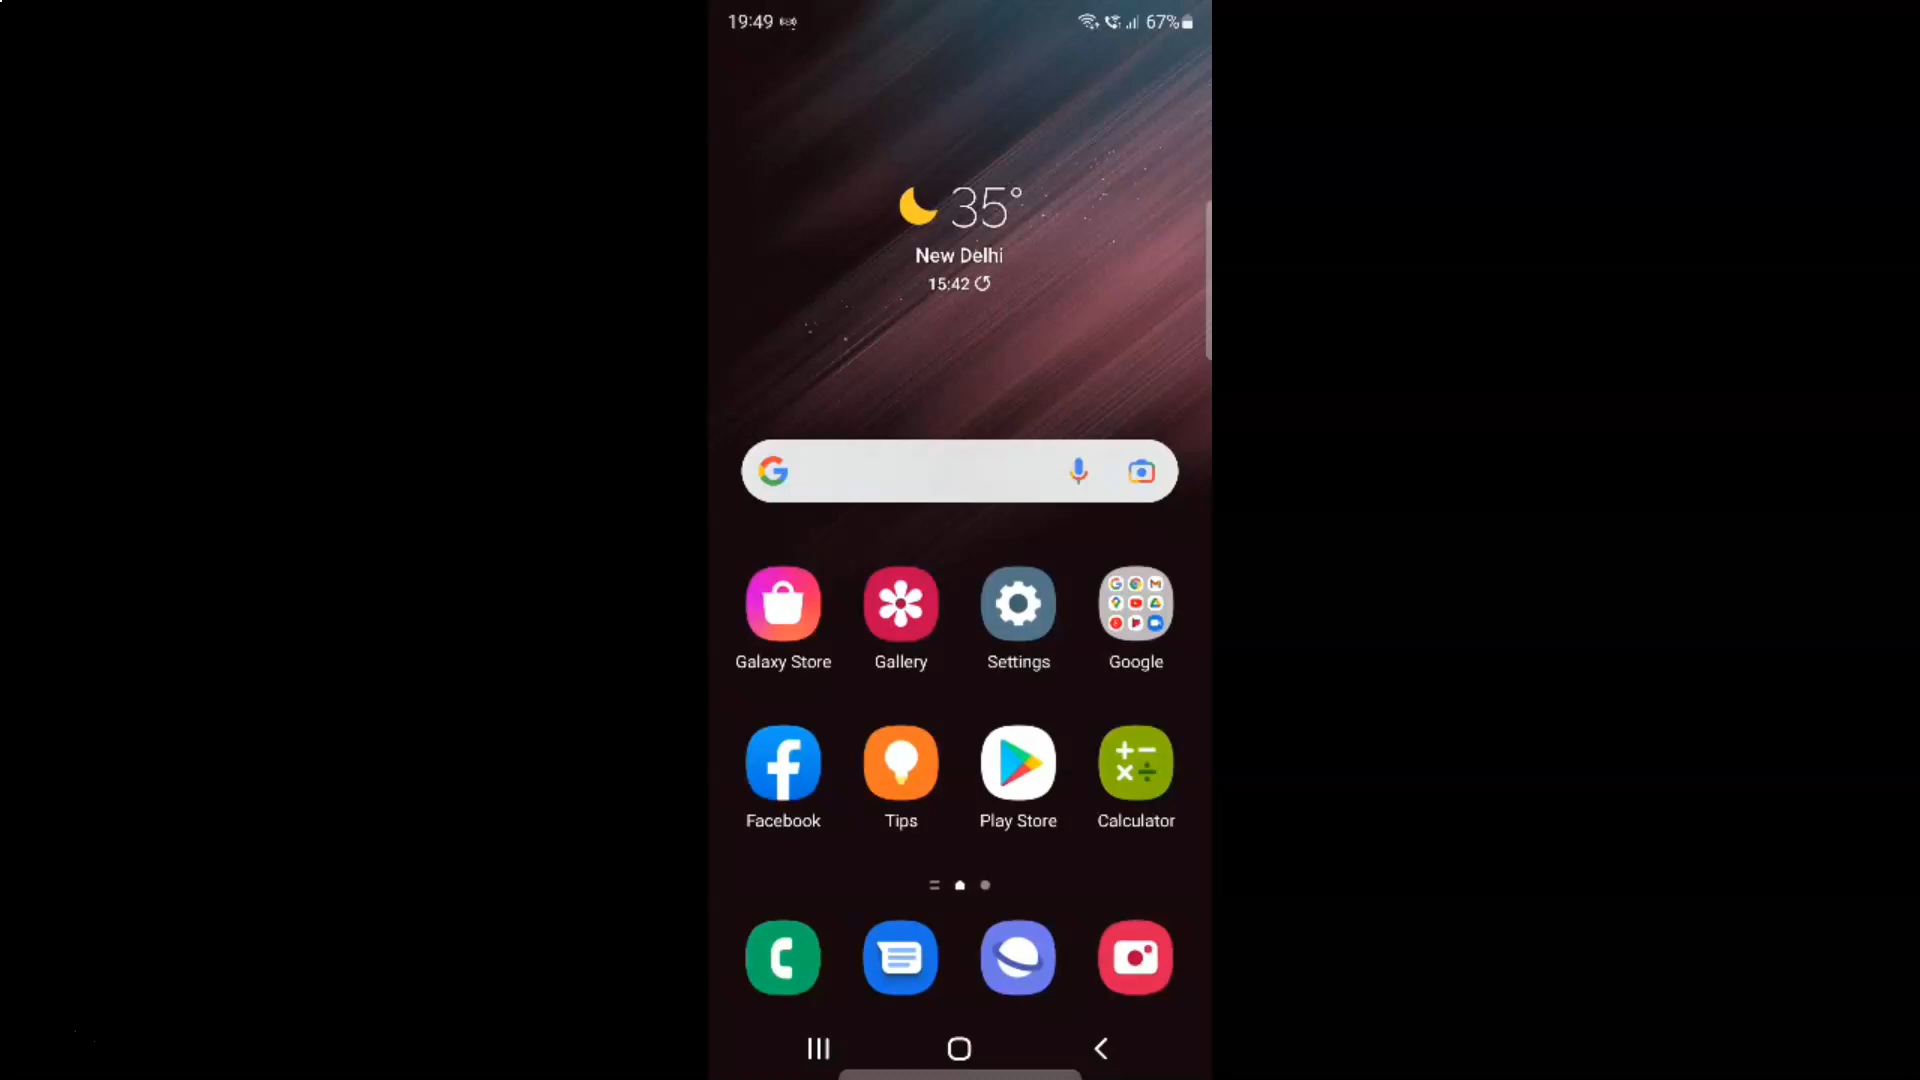 19:49 67%
35°
New Delhi
15:42
Galaxy Store Gallery Settings Google
Facebook Tips Play Store Calculator